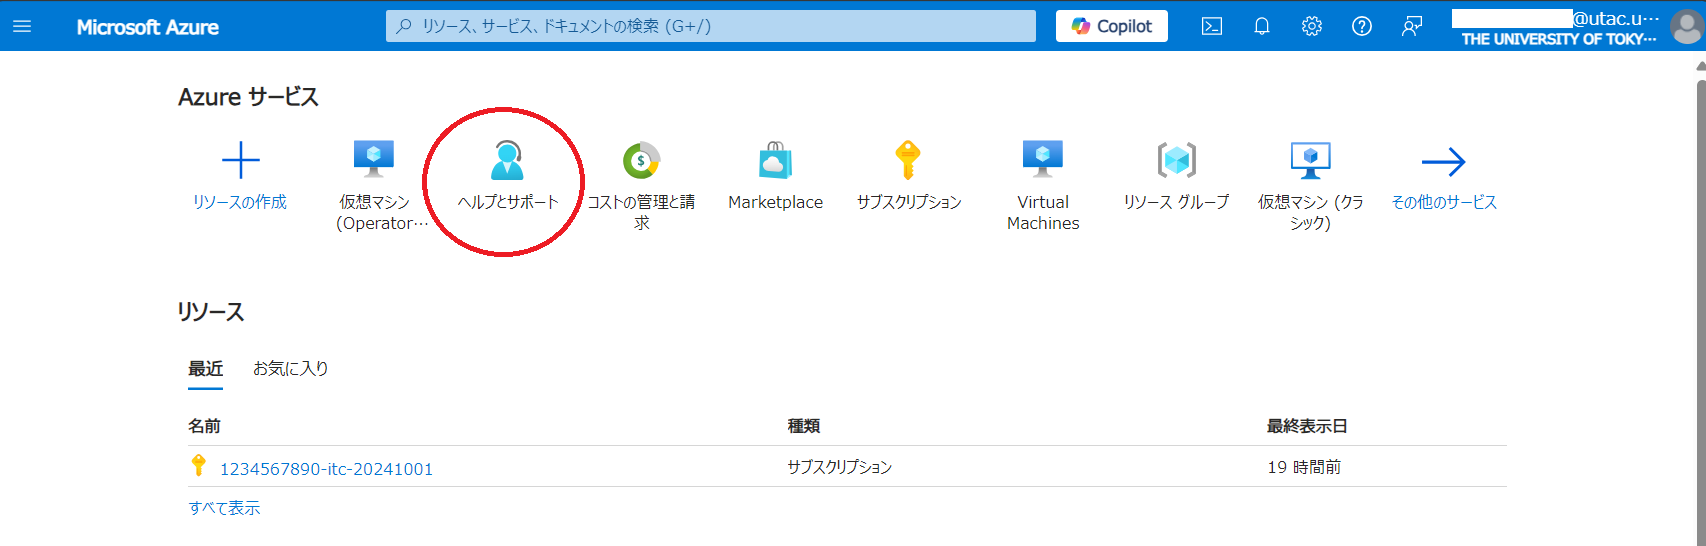 Microsoft Azure
リソース、サービス、ドキュメントの検索 (G+/)
Copilot
@utac.u…
THE UNIVERSITY OF TOKY…
Azure サービス
リソースの作成
仮想マシン
(Operator…
ヘルプとサポート
コストの管理と請
求
Marketplace
サブスクリプション
Virtual
Machines
リソース グループ
仮想マシン (クラ
シック)
その他のサービス
リソース
最近 お気に入り
名前 種類 最終表示日
1234567890-itc-20241001 サブスクリプション 19 時間前
すべて表示